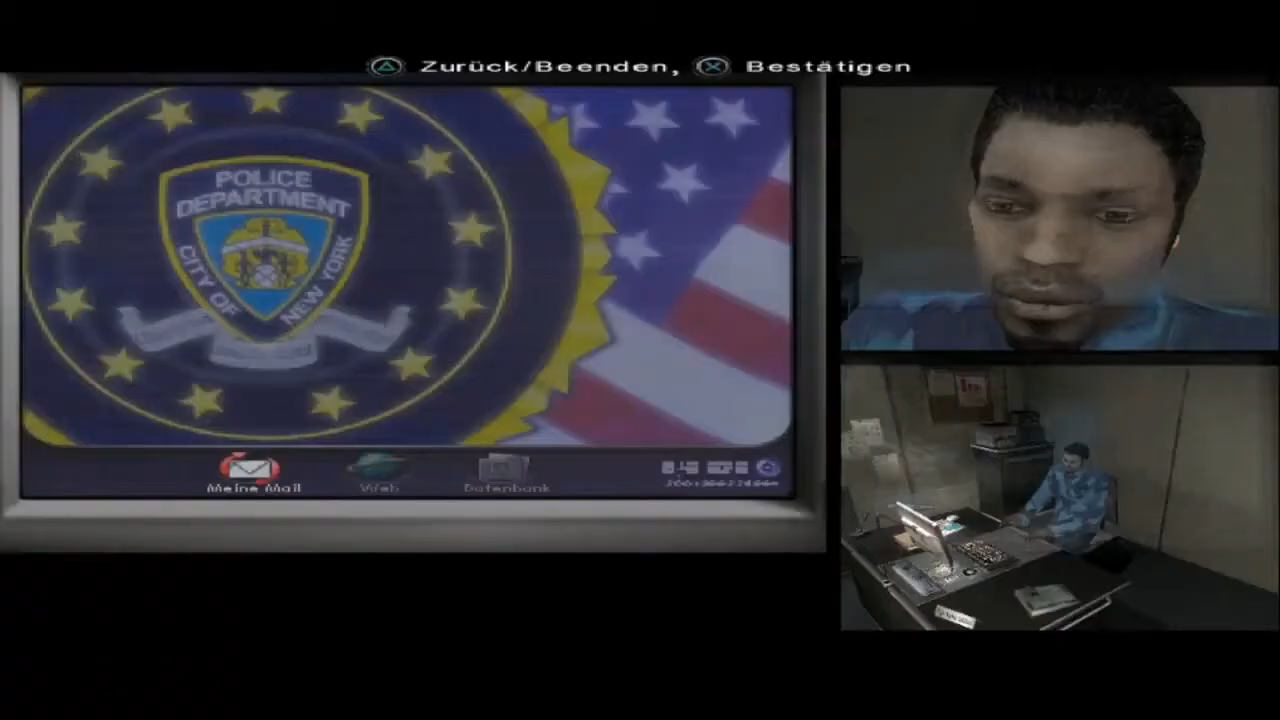 Zurück/Beenden, Bestätigen
POLICE
DEPARTMENT
CITY OF
NEW YORK
Meine Mail
Web
Datenbank